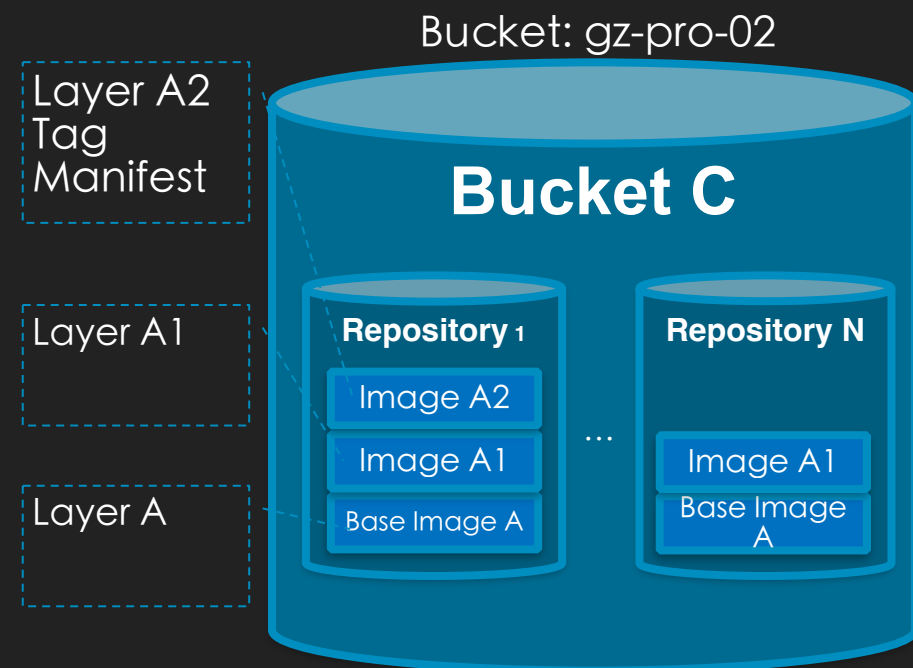 Bucket: gz-pro-02
Layer A2
Tag
Manifest
Bucket C
Layer A1
Repository 1
Repository N
Image A2
Image A1
...
Image A1
Layer A
Base Image A
Base Image
A